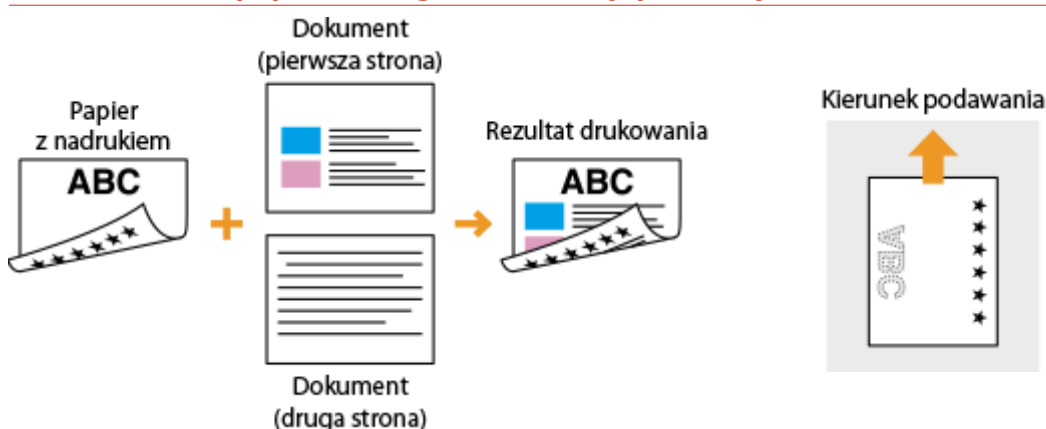 Dokument
(pierwsza strona)
Papier
z nadrukiem
ABC
Rezultat drukowania
ABC
Kierunek podawania
ABC
Dokument
(druga strona)